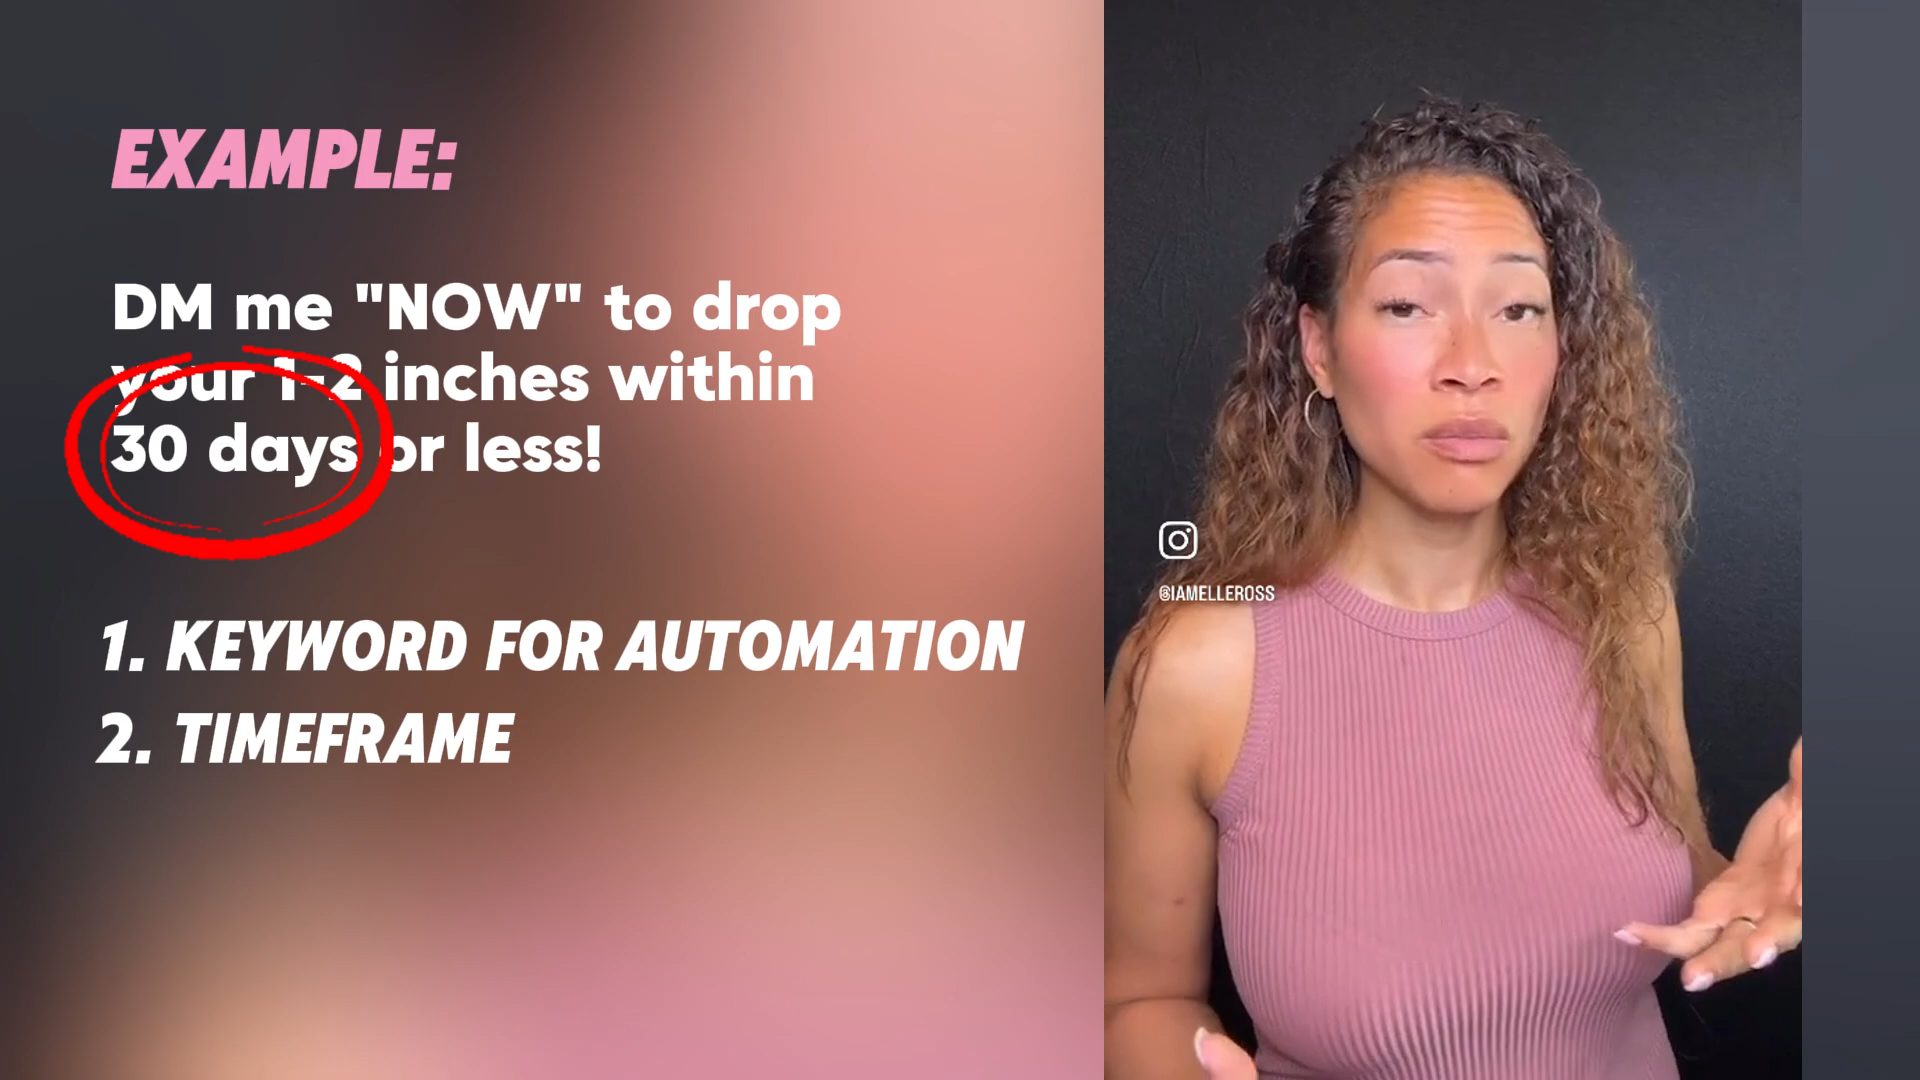 EXAMPLE:
DM me "NOW" to drop
your 1-2 inches within
30 days or less!
1. KEYWORD FOR AUTOMATION
2. TIMEFRAME
@IAMELLEROSS